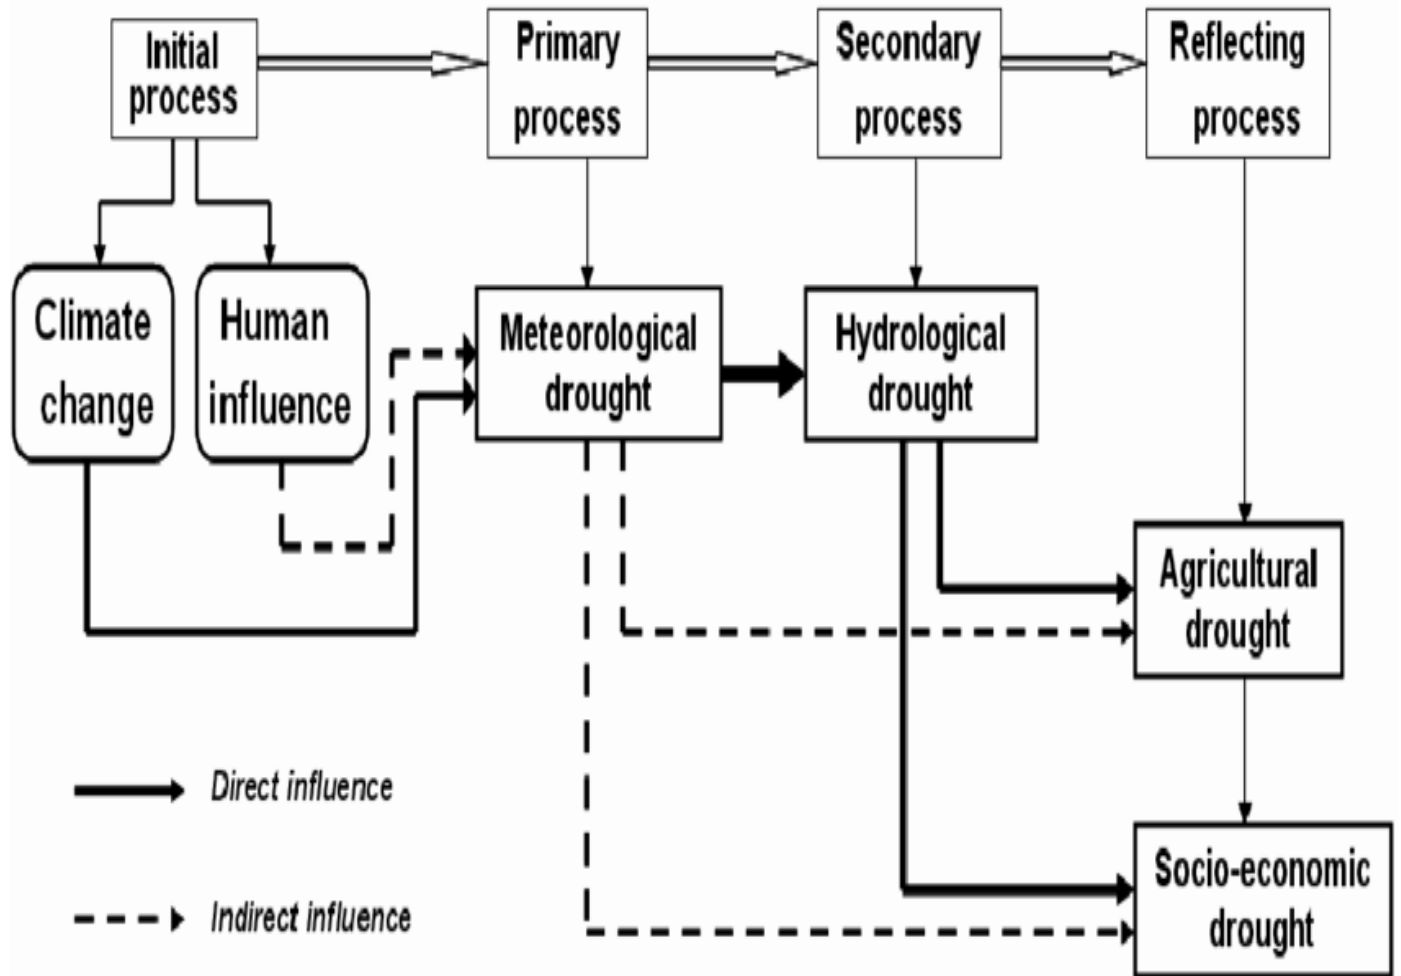 Initial
process
Primary
process
Secondary
process
Reflecting
process
Climate
change
Human
influence
Meteorological
drought
Hydrological
drought
Agricultural
drought
Direct influence
Socio-economic
drought
Indirect influence